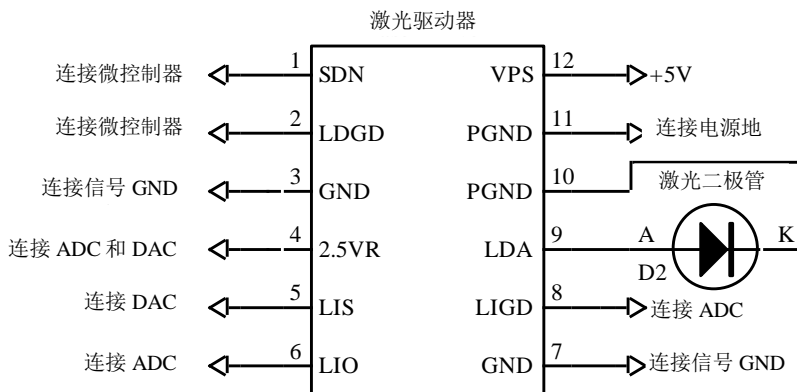 激光驱动器
连接微控制器 1 SDN VPS 12 +5V
连接微控制器 2 LDGD PGND 11 连接电源地
连接信号 GND 3 GND PGND 10 激光二极管
连接 ADC 和 DAC 4 2.5VR LDA 9 A K
D2
连接 DAC 5 LIS LIGD 8 连接 ADC
连接 ADC 6 LIO GND 7 连接信号 GND